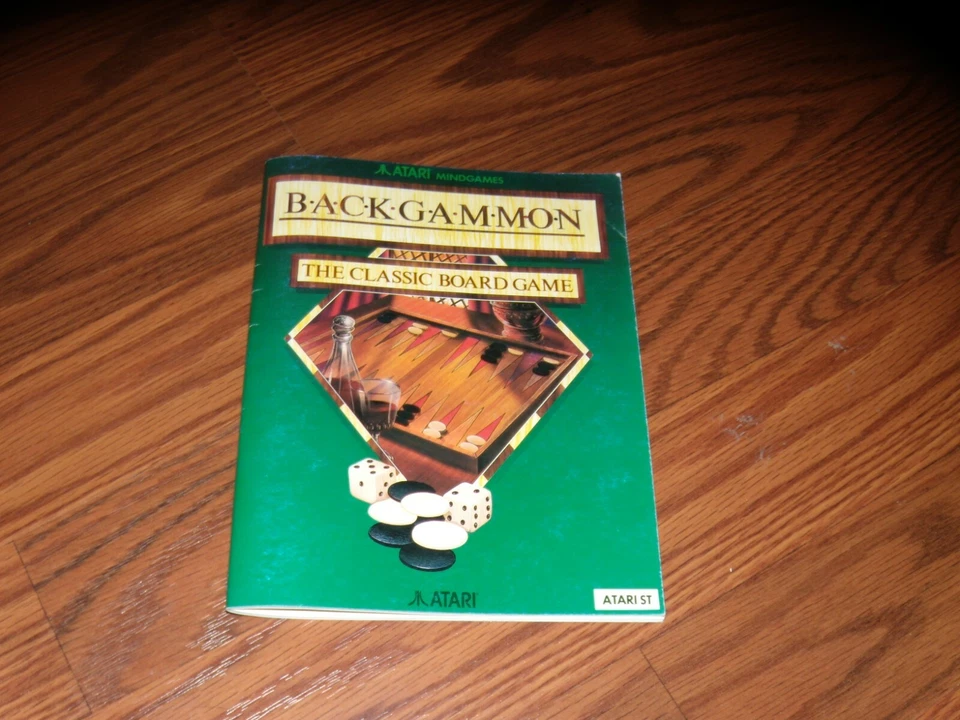 ATARI MINDGAMES
B·A·C·K·G·A·M·M·O·N
THE CLASSIC BOARD GAME
ATARI
ATARI ST